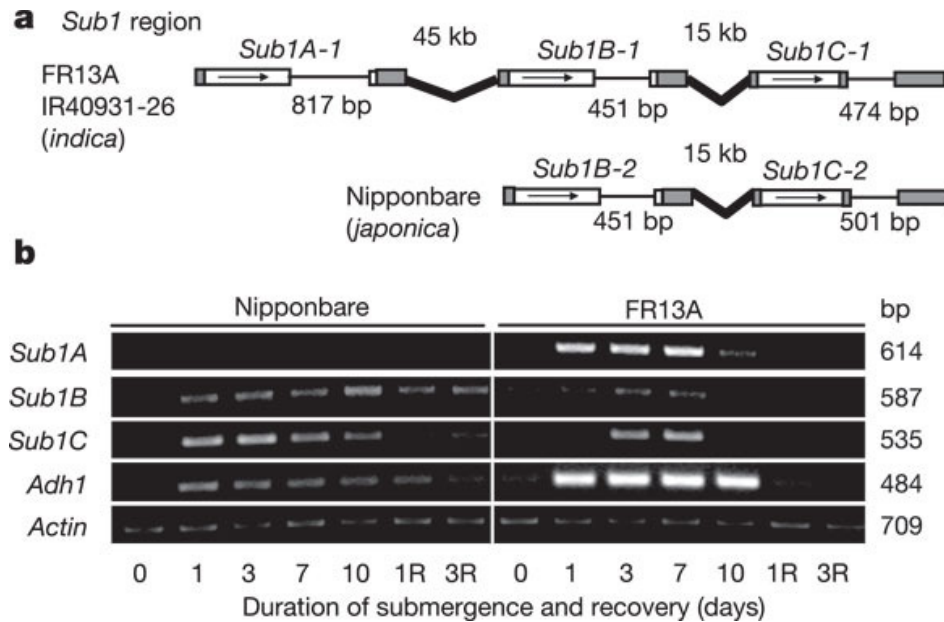 a Sub1 region
45 kb 15 kb
Sub1A-1 Sub1B-1 Sub1C-1
FR13A
IR40931-26
(indica)
817 bp 451 bp 474 bp
15 kb
Sub1B-2 Sub1C-2
Nipponbare
(japonica)
451 bp 501 bp
b
Nipponbare FR13A bp
Sub1A 614
Sub1B 587
Sub1C 535
Adh1 484
Actin 709
0 1 3 7 10 1R 3R 0 1 3 7 10 1R 3R
Duration of submergence and recovery (days)